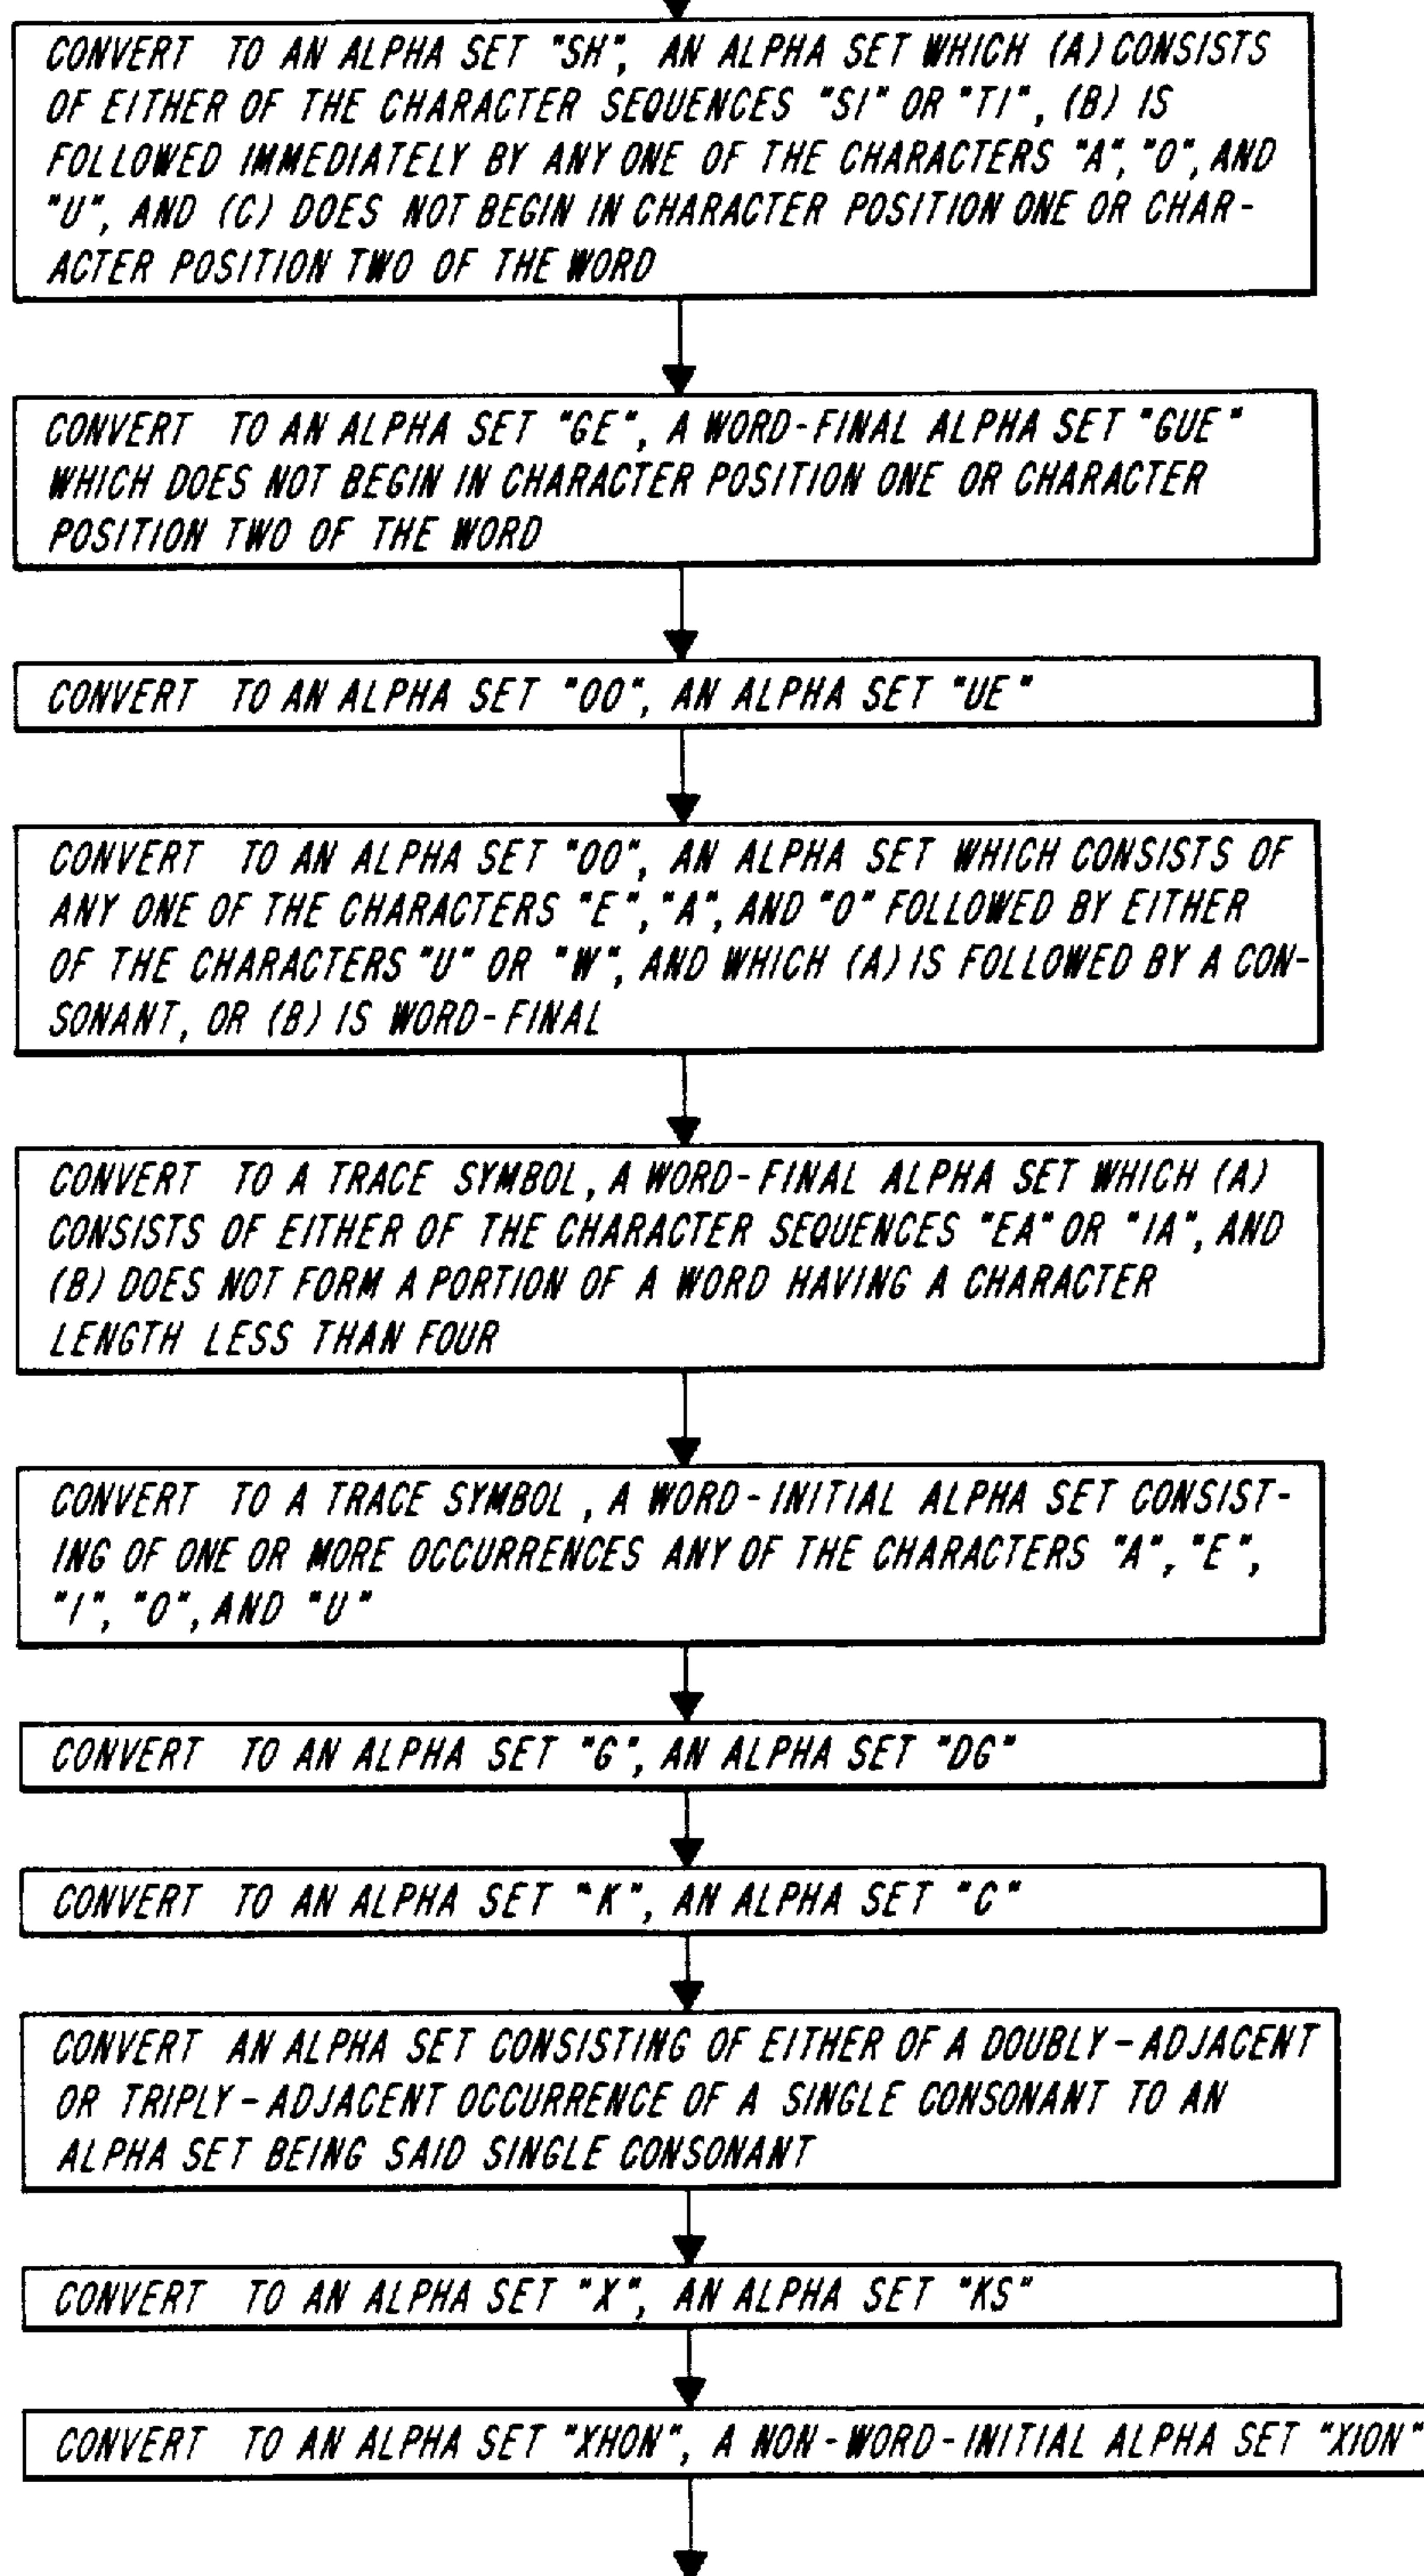 CONVERT TO AN ALPHA SET "SH", AN ALPHA SET WHICH (A) CONSISTS
OF EITHER OF THE CHARACTER SEQUENCES "SI" OR "TI", (B) IS
FOLLOWED IMMEDIATELY BY ANY ONE OF THE CHARACTERS "A", "O", AND
"U", AND (C) DOES NOT BEGIN IN CHARACTER POSITION ONE OR CHAR-
ACTER POSITION TWO OF THE WORD
CONVERT TO AN ALPHA SET "GE", A WORD-FINAL ALPHA SET "GUE"
WHICH DOES NOT BEGIN IN CHARACTER POSITION ONE OR CHARACTER
POSITION TWO OF THE WORD
CONVERT TO AN ALPHA SET "OO", AN ALPHA SET "UE"
CONVERT TO AN ALPHA SET "OO", AN ALPHA SET WHICH CONSISTS OF
ANY ONE OF THE CHARACTERS "E", "A", AND "O" FOLLOWED BY EITHER
OF THE CHARACTERS "U" OR "W", AND WHICH (A) IS FOLLOWED BY A CON-
SONANT, OR (B) IS WORD-FINAL
CONVERT TO A TRACE SYMBOL, A WORD-FINAL ALPHA SET WHICH (A)
CONSISTS OF EITHER OF THE CHARACTER SEQUENCES "EA" OR "IA", AND
(B) DOES NOT FORM A PORTION OF A WORD HAVING A CHARACTER
LENGTH LESS THAN FOUR
CONVERT TO A TRACE SYMBOL, A WORD-INITIAL ALPHA SET CONSIST-
ING OF ONE OR MORE OCCURRENCES ANY OF THE CHARACTERS "A", "E",
"I", "O", AND "U"
CONVERT TO AN ALPHA SET "G", AN ALPHA SET "DG"
CONVERT TO AN ALPHA SET "K", AN ALPHA SET "C"
CONVERT AN ALPHA SET CONSISTING OF EITHER OF A DOUBLY-ADJACENT
OR TRIPLY-ADJACENT OCCURRENCE OF A SINGLE CONSONANT TO AN
ALPHA SET BEING SAID SINGLE CONSONANT
CONVERT TO AN ALPHA SET "X", AN ALPHA SET "KS"
CONVERT TO AN ALPHA SET "XHON", A NON-WORD-INITIAL ALPHA SET "XION"